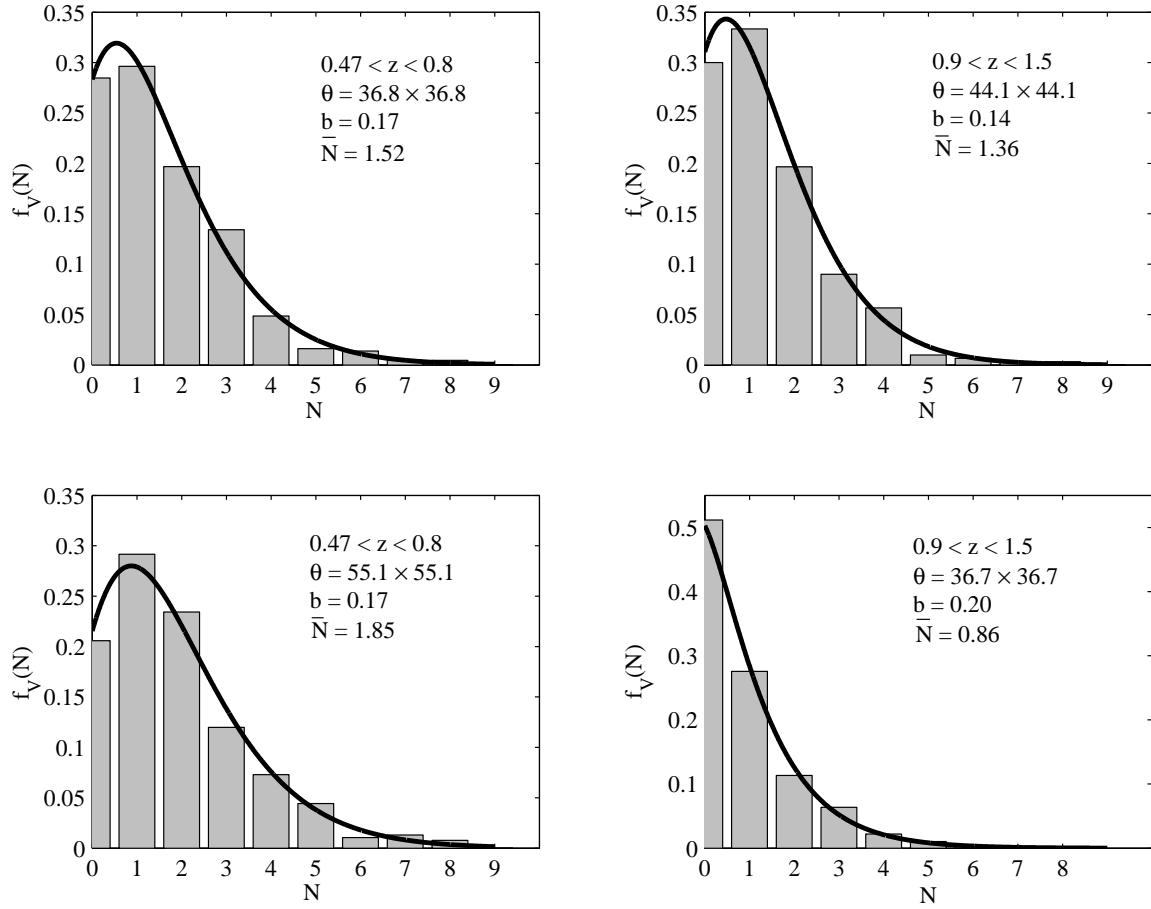 0.35
0.3
0.25
0.2
0.15
0.1
0.05
0
f_V(N)
0.47 < z < 0.8
θ = 36.8 × 36.8
b = 0.17
N̅ = 1.52
0 1 2 3 4 5 6 7 8 9
N
0.35
0.3
0.25
0.2
0.15
0.1
0.05
0
f_V(N)
0.9 < z < 1.5
θ = 44.1 × 44.1
b = 0.14
N̅ = 1.36
0 1 2 3 4 5 6 7 8 9
N
0.35
0.3
0.25
0.2
0.15
0.1
0.05
0
f_V(N)
0.47 < z < 0.8
θ = 55.1 × 55.1
b = 0.17
N̅ = 1.85
0 1 2 3 4 5 6 7 8 9
N
0.5
0.4
0.3
0.2
0.1
0
f_V(N)
0.9 < z < 1.5
θ = 36.7 × 36.7
b = 0.20
N̅ = 0.86
0 1 2 3 4 5 6 7 8
N